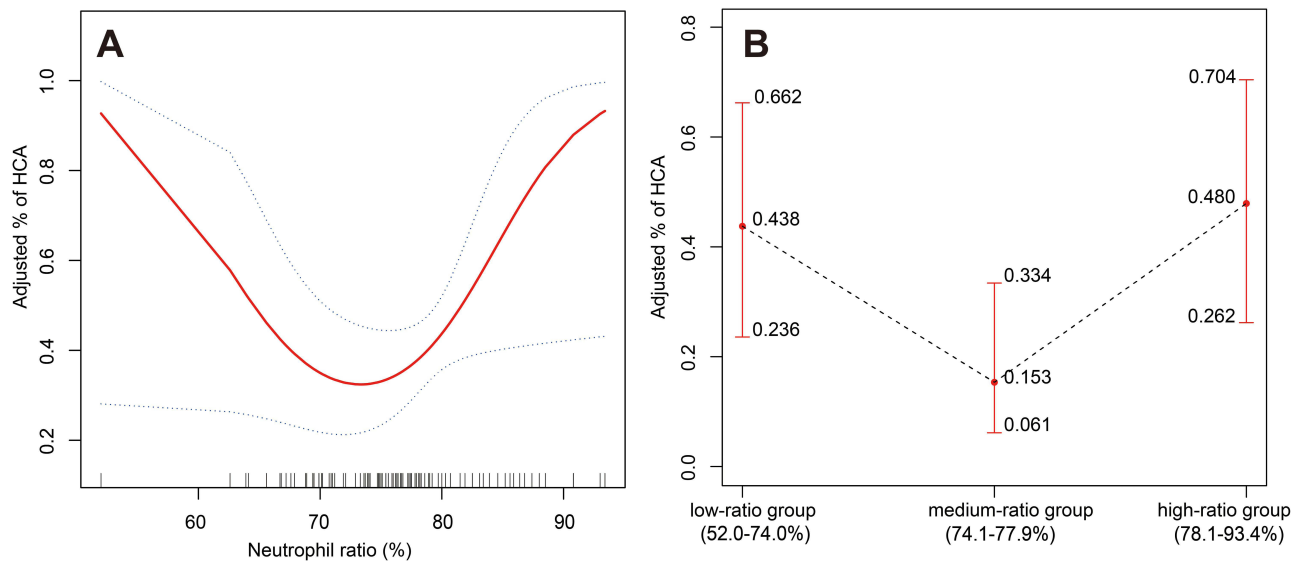 A
Adjusted % of HCA
1.0
0.8
0.6
0.4
0.2
60 70 80 90
Neutrophil ratio (%)
B
Adjusted % of HCA
0.8
0.6
0.4
0.2
0.0
0.662
0.438
0.236
0.334
0.153
0.061
0.704
0.480
0.262
low-ratio group
(52.0-74.0%)
medium-ratio group
(74.1-77.9%)
high-ratio group
(78.1-93.4%)